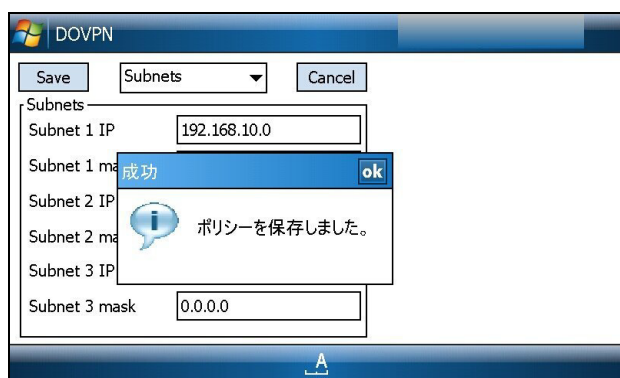 DOVPN
Save
Subnets
Cancel
Subnets
Subnet 1 IP
192.168.10.0
Subnet 1 ma
成功
ok
Subnet 2 IP
ポリシーを保存しました。
Subnet 2 ma
Subnet 3 IP
Subnet 3 mask
0.0.0.0
A